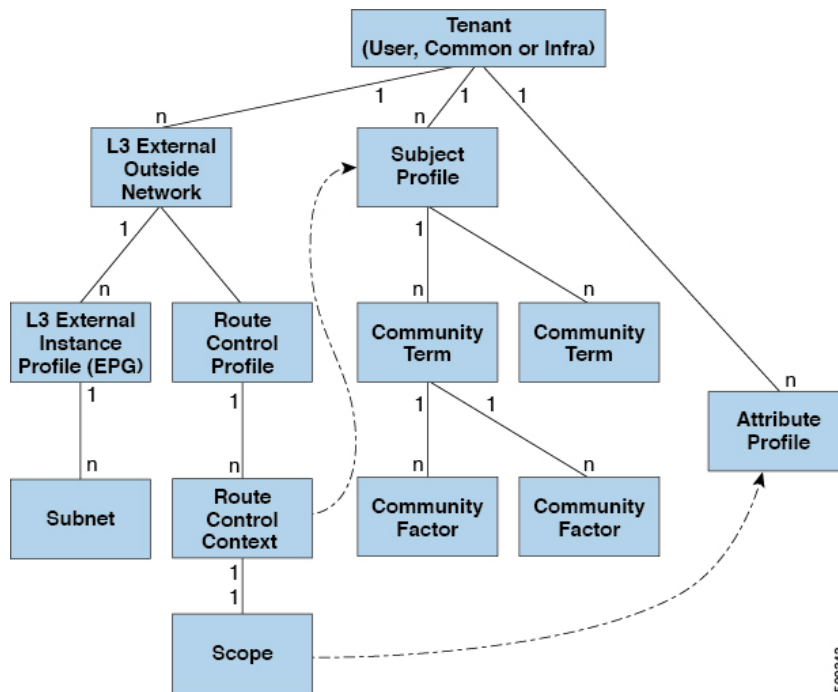 Tenant
(User, Common or Infra)
1
1
1
n
n
L3 External
Outside
Network
Subject
Profile
1
1
n
n
n
L3 External
Instance
Profile (EPG)
Route
Control
Profile
Community
Term
Community
Term
n
1
1
1
1
Attribute
Profile
n
n
n
n
Subnet
Route
Control
Context
Community
Factor
Community
Factor
1
1
Scope